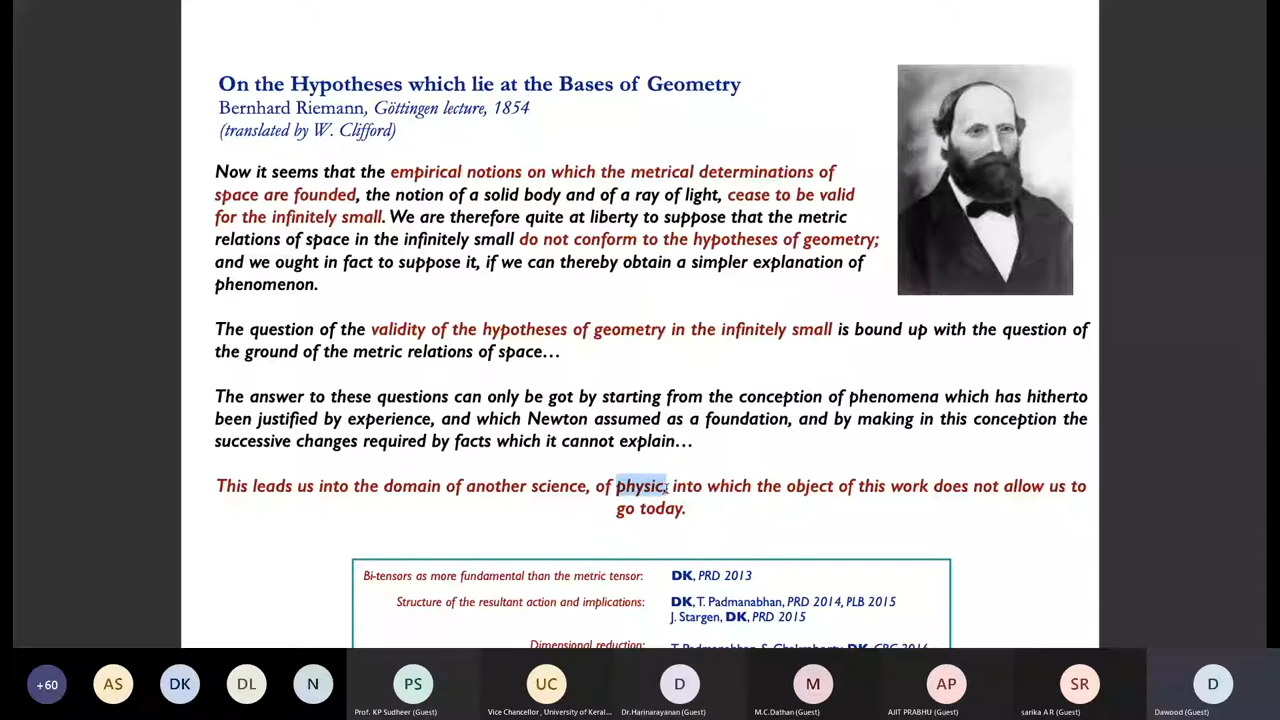 On the Hypotheses which lie at the Bases of Geometry
Bernhard Riemann, Göttingen lecture, 1854
(translated by W. Clifford)
Now it seems that the empirical notions on which the metrical determinations of
space are founded, the notion of a solid body and of a ray of light, cease to be valid
for the infinitely small. We are therefore quite at liberty to suppose that the metric
relations of space in the infinitely small do not conform to the hypotheses of geometry;
and we ought in fact to suppose it, if we can thereby obtain a simpler explanation of
phenomenon.
The question of the validity of the hypotheses of geometry in the infinitely small is bound up with the question of
the ground of the metric relations of space…
The answer to these questions can only be got by starting from the conception of phenomena which has hitherto
been justified by experience, and which Newton assumed as a foundation, and by making in this conception the
successive changes required by facts which it cannot explain…
This leads us into the domain of another science, of physic, into which the object of this work does not allow us to
go today.
Bi-tensors as more fundamental than the metric tensor: DK, PRD 2013
Structure of the resultant action and implications: DK, T. Padmanabhan, PRD 2014, PLB 2015
J. Stargen, DK, PRD 2015
Dimensional reduction: T. Padmanabhan, S. Chakraborty, DK, GRG 2016
+60 AS DK DL N PS UC D M AP SR D
Prof. KP Sudheer (Guest) Vice Chancellor , University of Keral... Dr.Harinarayanan (Guest) M.C.Dathan (Guest) AJIT PRABHU (Guest) sarika A R (Guest) Dawood (Guest)